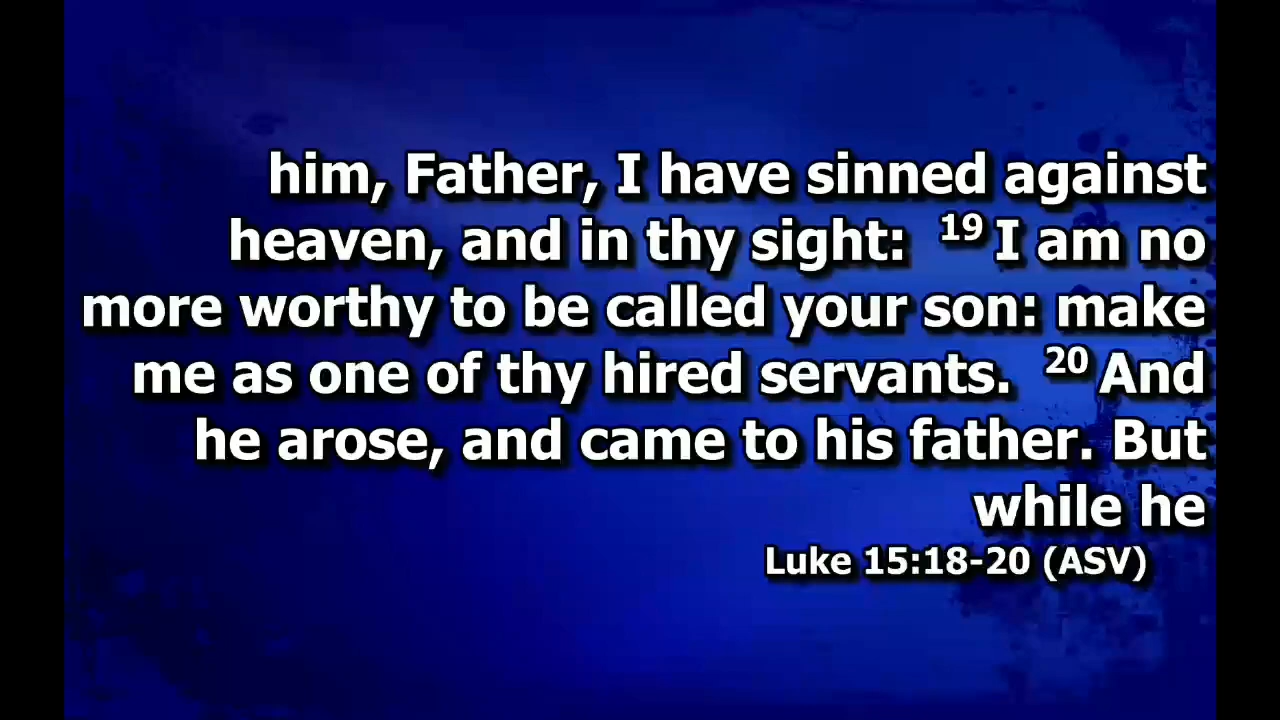 him, Father, I have sinned against
heaven, and in thy sight: 19 I am no
more worthy to be called your son: make
me as one of thy hired servants. 20 And
he arose, and came to his father. But
while he
Luke 15:18-20 (ASV)